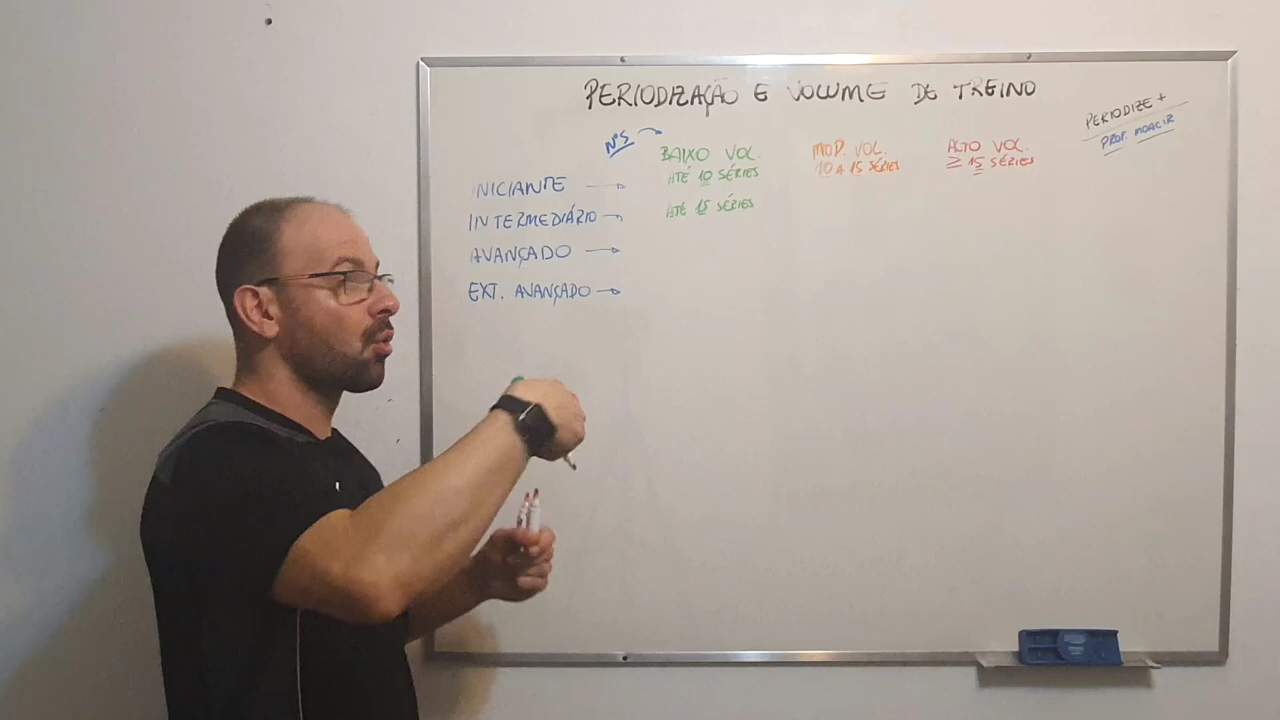 PERIODIZAÇÃO E VOLUME DE TREINO
PERIODIZE +
PROF. MOACIR
NºS
BAIXO VOL. MOD. VOL. ALTO VOL.
INICIANTE → ATÉ 10 SÉRIES 10 A 15 SÉRIES ≥ 15 SÉRIES
INTERMEDIÁRIO → ATÉ 15 SÉRIES
AVANÇADO →
EXT. AVANÇADO →